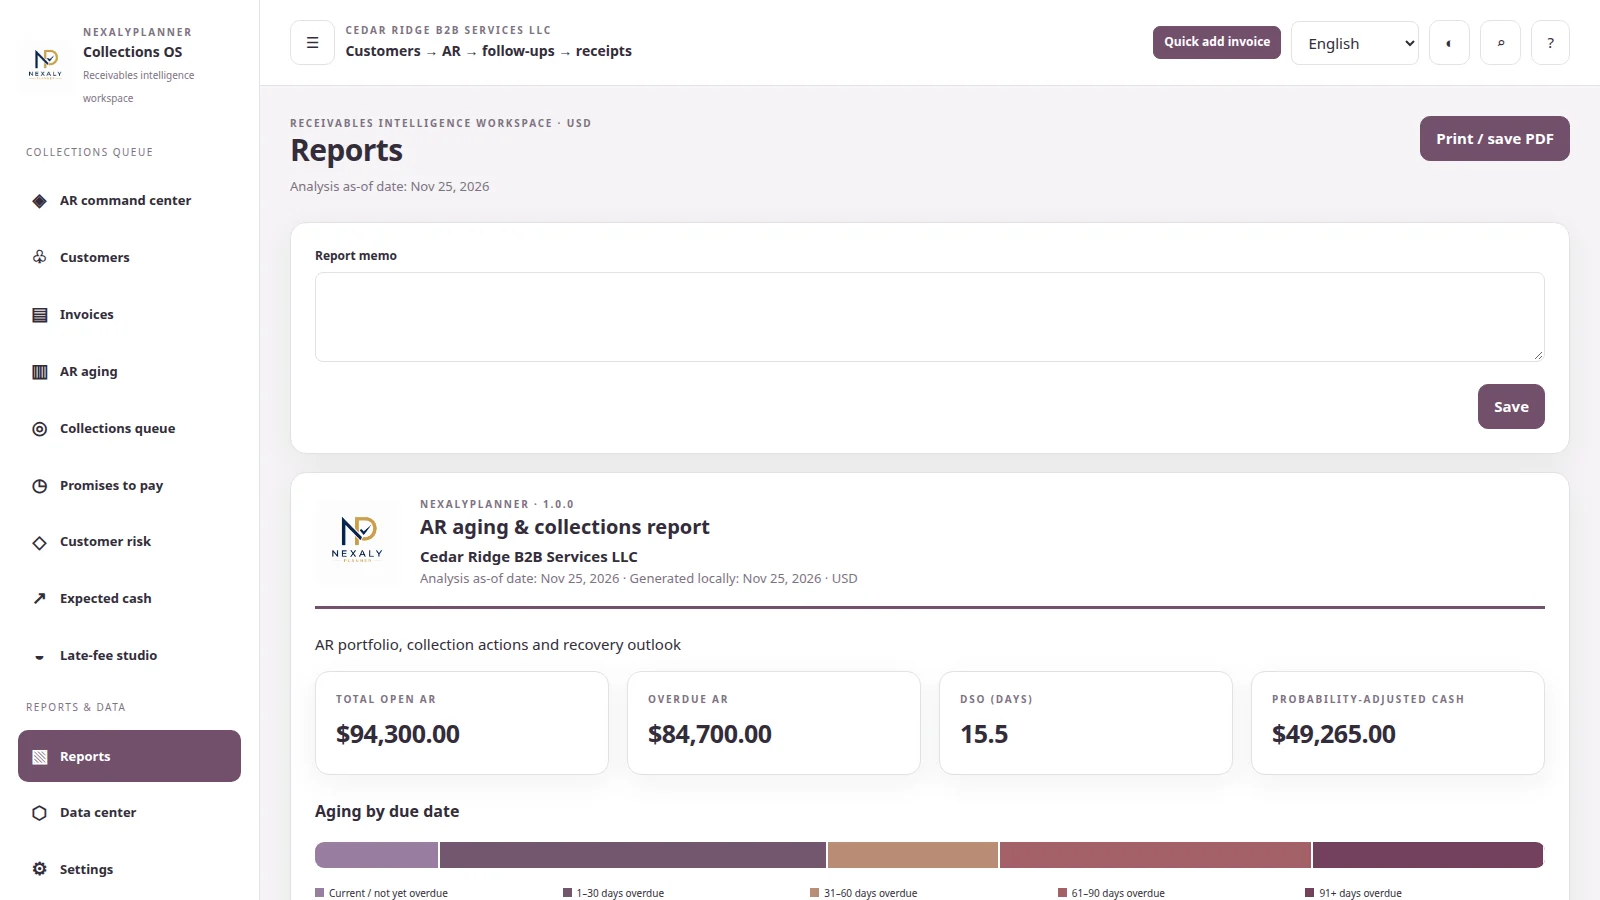 NEXALYPLANNER
Collections OS
Receivables intelligence
workspace
NEXALY
COLLECTIONS QUEUE
AR command center
Customers
Invoices
AR aging
Collections queue
Promises to pay
Customer risk
Expected cash
Late-fee studio
REPORTS & DATA
Reports
Data center
Settings
CEDAR RIDGE B2B SERVICES LLC
Customers → AR → follow-ups → receipts
Quick add invoice
English
?
RECEIVABLES INTELLIGENCE WORKSPACE · USD
Reports
Analysis as-of date: Nov 25, 2026
Print / save PDF
Report memo
Save
NEXALY
PLANNER
NEXALYPLANNER · 1.0.0
AR aging & collections report
Cedar Ridge B2B Services LLC
Analysis as-of date: Nov 25, 2026 · Generated locally: Nov 25, 2026 · USD
AR portfolio, collection actions and recovery outlook
TOTAL OPEN AR
$94,300.00
OVERDUE AR
$84,700.00
DSO (DAYS)
15.5
PROBABILITY-ADJUSTED CASH
$49,265.00
Aging by due date
Current / not yet overdue
1–30 days overdue
31–60 days overdue
61–90 days overdue
91+ days overdue